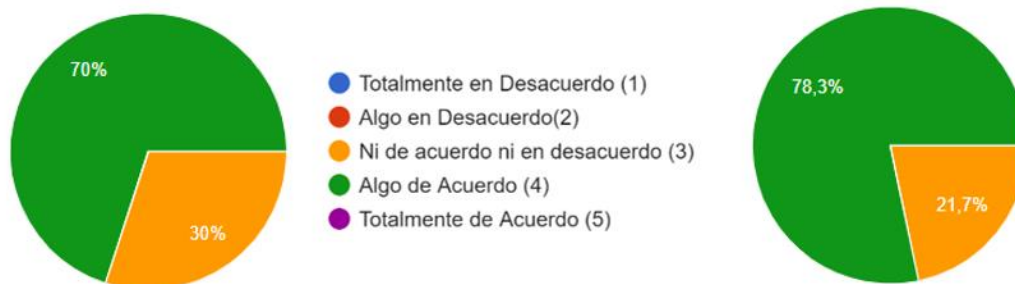 70%
30%
Totalmente en Desacuerdo (1)
Algo en Desacuerdo(2)
Ni de acuerdo ni en desacuerdo (3)
Algo de Acuerdo (4)
Totalmente de Acuerdo (5)
78,3%
21,7%